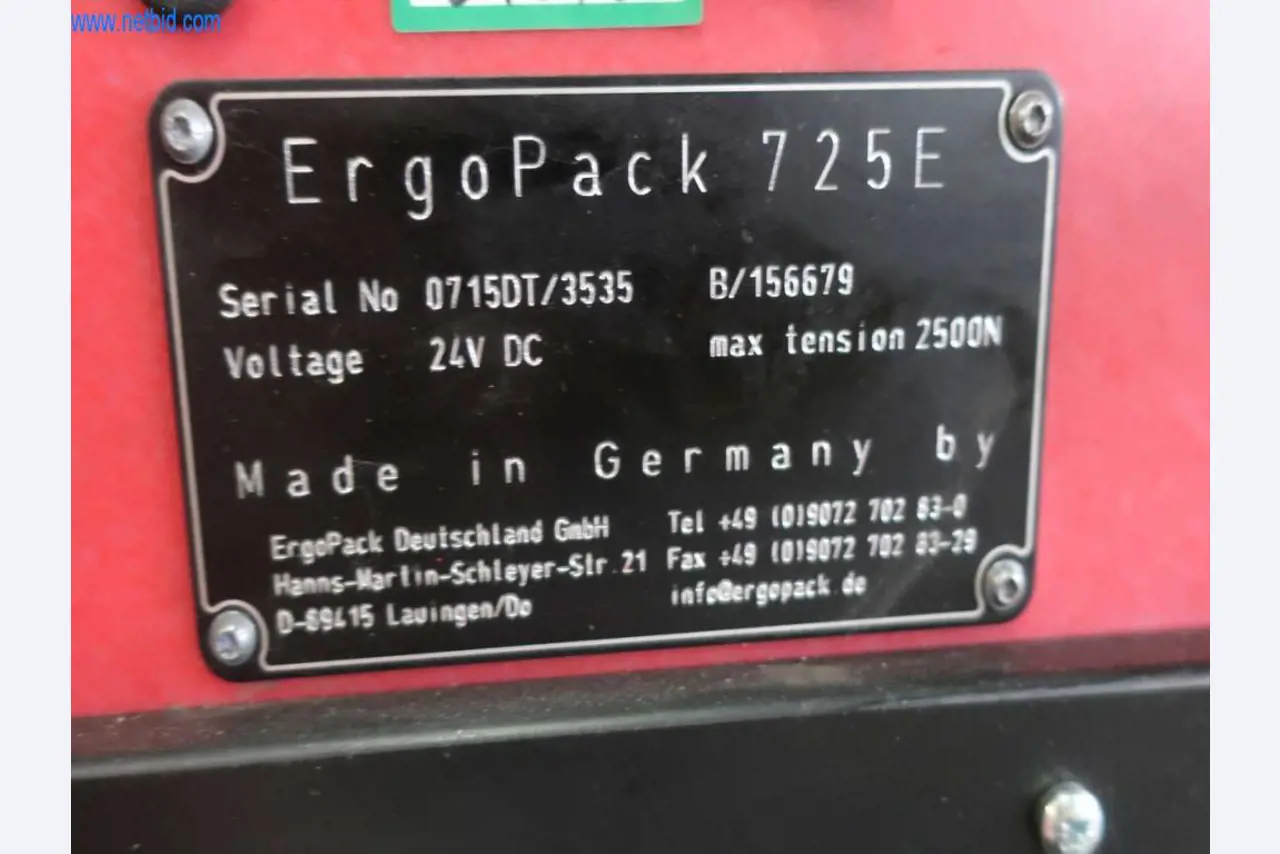 www.netbid.com
ErgoPack 725E
Serial No 0715DT/3535 B/156679
Voltage 24V DC max tension 2500N
Made in Germany by
ErgoPack Deutschland GmbH Tel +49 (0)9072 702 83-0
Hanns-Martin-Schleyer-Str.21 Fax +49 (0)9072 702 83-29
D-89415 Lauingen/Do info@ergopack.de